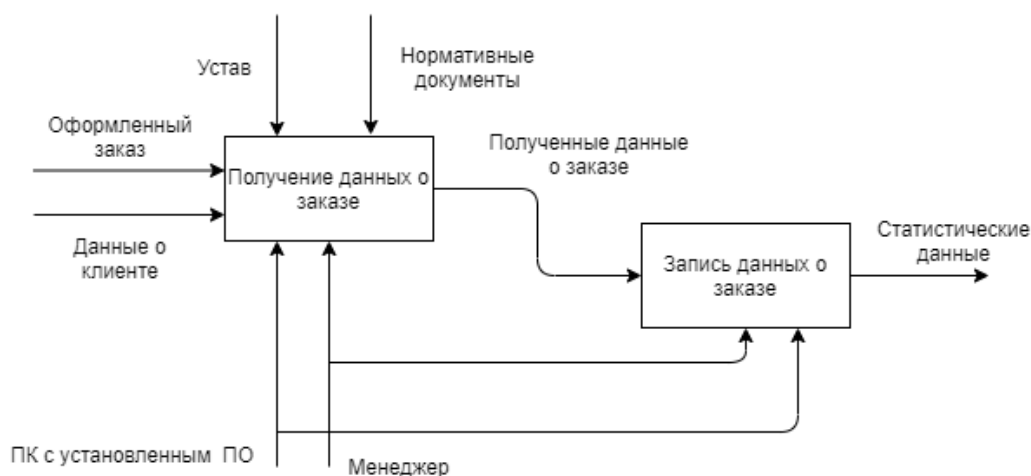 Устав
Нормативные
документы
Оформленный
заказ
Полученные данные
о заказе
Получение данных о
заказе
Данные о
клиенте
Статистические
данные
Запись данных о
заказе
ПК с установленным ПО
Менеджер